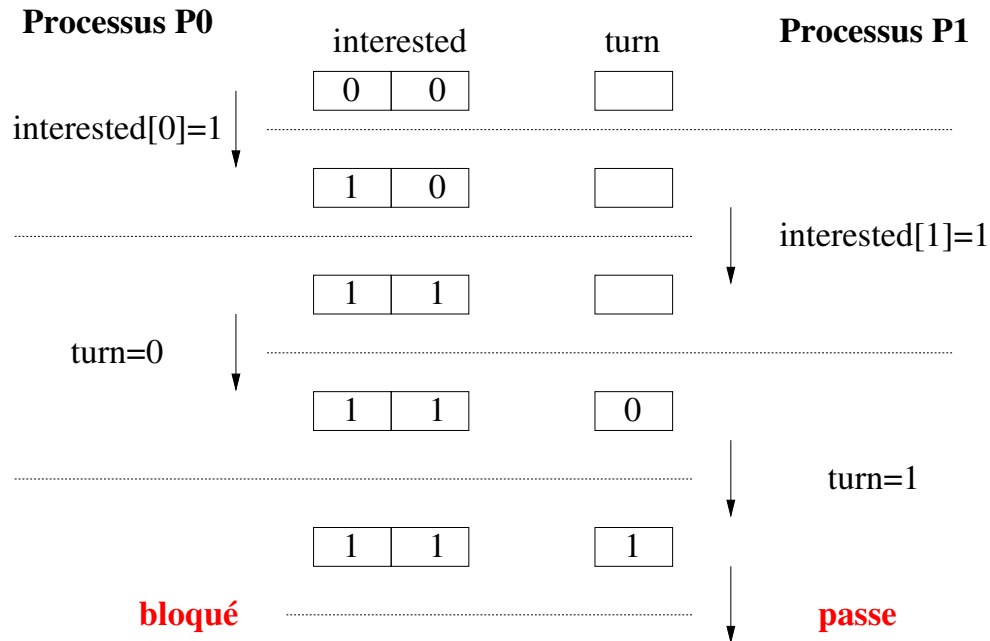 Processus P0
interested
turn
Processus P1
0 0
interested[0]=1
1 0
interested[1]=1
1 1
turn=0
1 1 0
turn=1
1 1 1
bloqué
passe